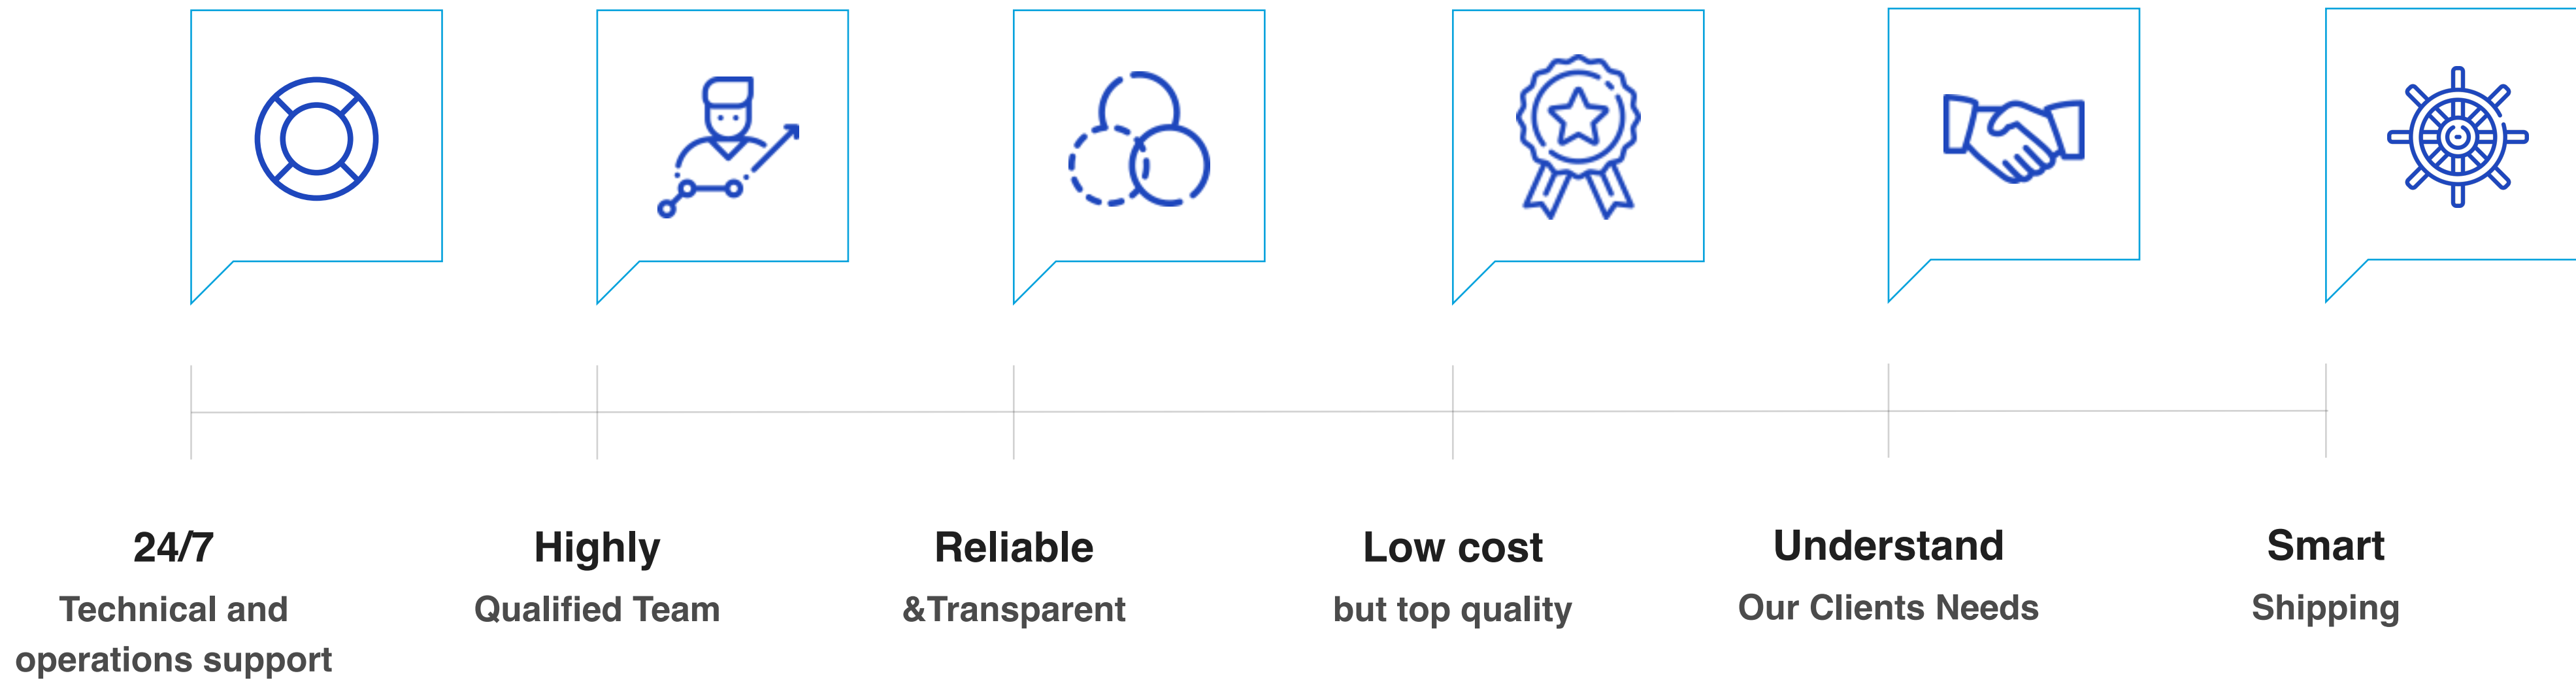 24/7
Technical and
operations support
Highly
Qualified Team
Reliable
&Transparent
Low cost
but top quality
Understand
Our Clients Needs
Smart
Shipping